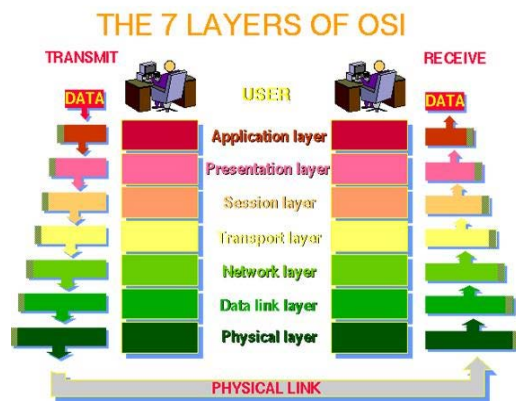 THE 7 LAYERS OF OSI
TRANSMIT
RECEIVE
DATA
USER
DATA
Application layer
Presentation layer
Session layer
Transport layer
Network layer
Data link layer
Physical layer
PHYSICAL LINK